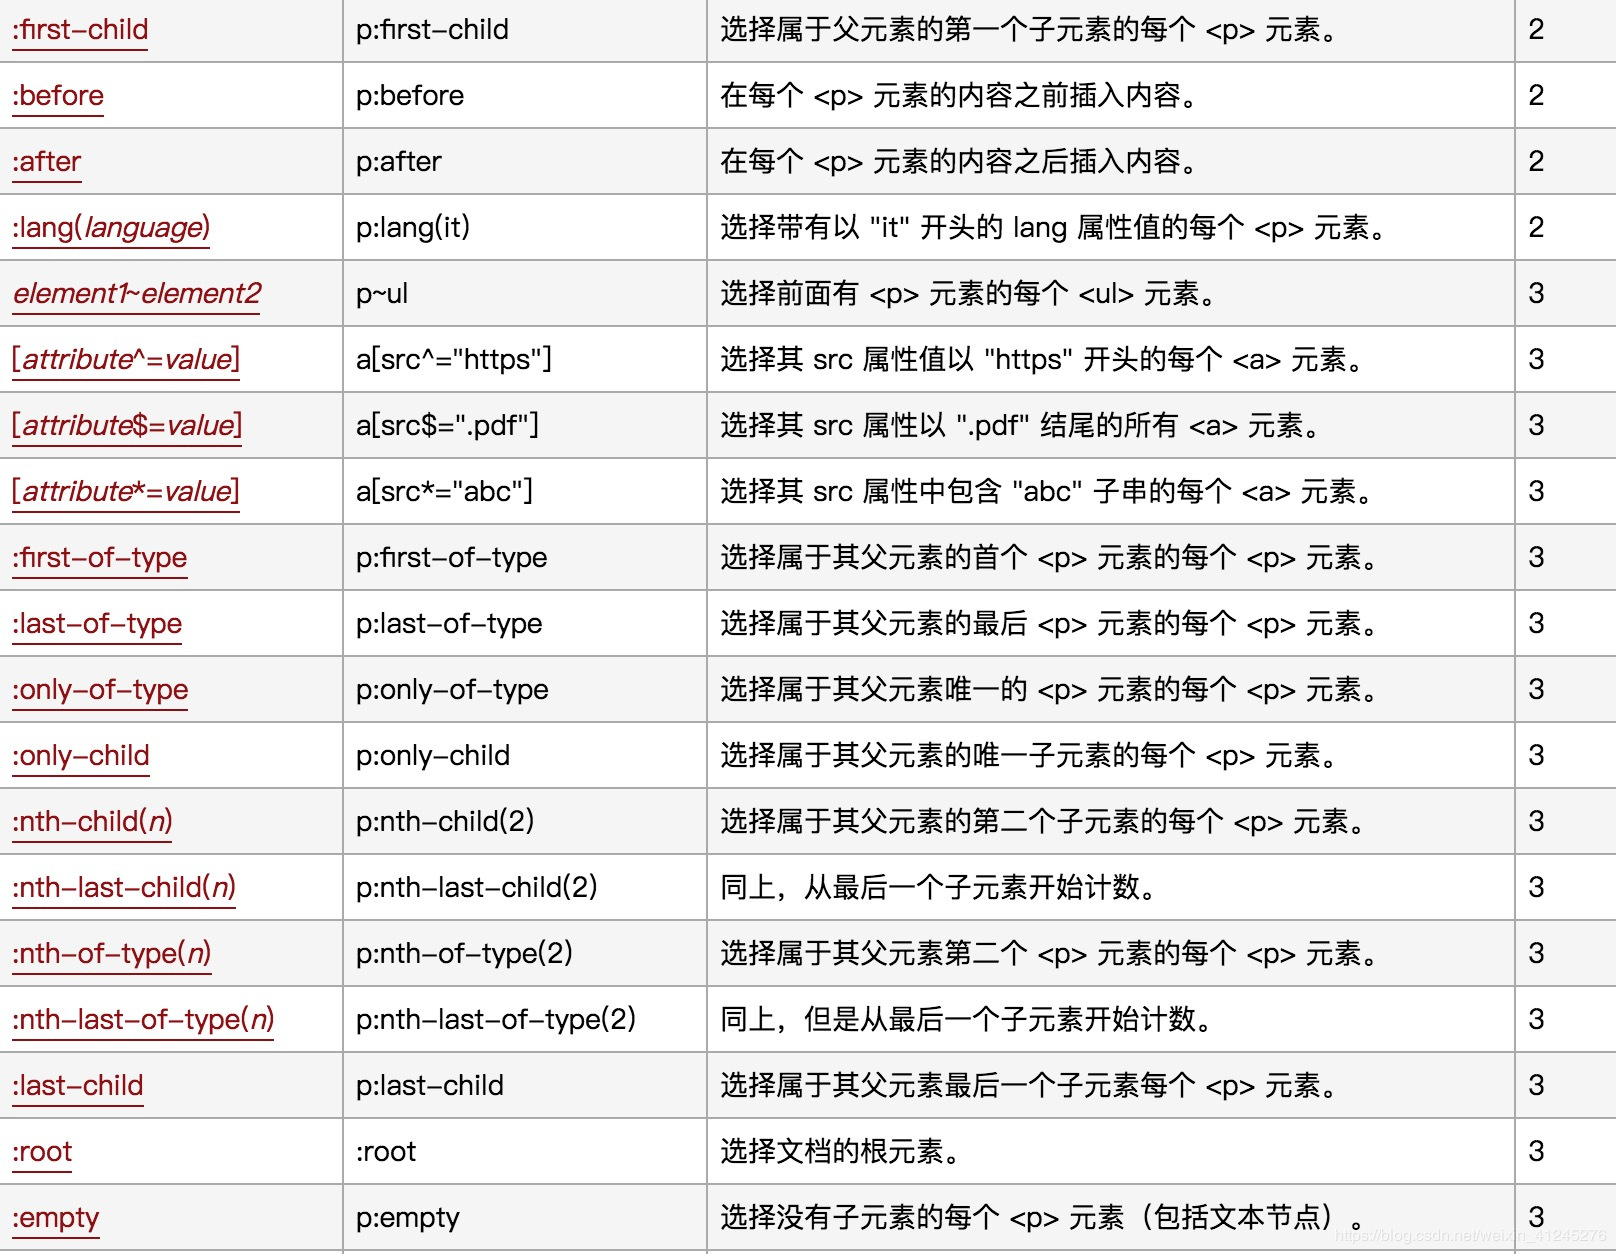 :first-child p:first-child 选择属于父元素的第一个子元素的每个 <p> 元素。 2
:before p:before 在每个 <p> 元素的内容之前插入内容。 2
:after p:after 在每个 <p> 元素的内容之后插入内容。 2
:lang(language) p:lang(it) 选择带有以 "it" 开头的 lang 属性值的每个 <p> 元素。 2
element1~element2 p~ul 选择前面有 <p> 元素的每个 <ul> 元素。 3
[attribute^=value] a[src^="https"] 选择其 src 属性值以 "https" 开头的每个 <a> 元素。 3
[attribute$=value] a[src$=".pdf"] 选择其 src 属性以 ".pdf" 结尾的所有 <a> 元素。 3
[attribute*=value] a[src*="abc"] 选择其 src 属性中包含 "abc" 子串的每个 <a> 元素。 3
:first-of-type p:first-of-type 选择属于其父元素的首个 <p> 元素的每个 <p> 元素。 3
:last-of-type p:last-of-type 选择属于其父元素的最后 <p> 元素的每个 <p> 元素。 3
:only-of-type p:only-of-type 选择属于其父元素唯一的 <p> 元素的每个 <p> 元素。 3
:only-child p:only-child 选择属于其父元素的唯一子元素的每个 <p> 元素。 3
:nth-child(n) p:nth-child(2) 选择属于其父元素的第二个子元素的每个 <p> 元素。 3
:nth-last-child(n) p:nth-last-child(2) 同上，从最后一个子元素开始计数。 3
:nth-of-type(n) p:nth-of-type(2) 选择属于其父元素第二个 <p> 元素的每个 <p> 元素。 3
:nth-last-of-type(n) p:nth-last-of-type(2) 同上，但是从最后一个子元素开始计数。 3
:last-child p:last-child 选择属于其父元素最后一个子元素每个 <p> 元素。 3
:root :root 选择文档的根元素。 3
:empty p:empty 选择没有子元素的每个 <p> 元素（包括文本节点）。 3
https://blog.csdn.net/weixin_41245276